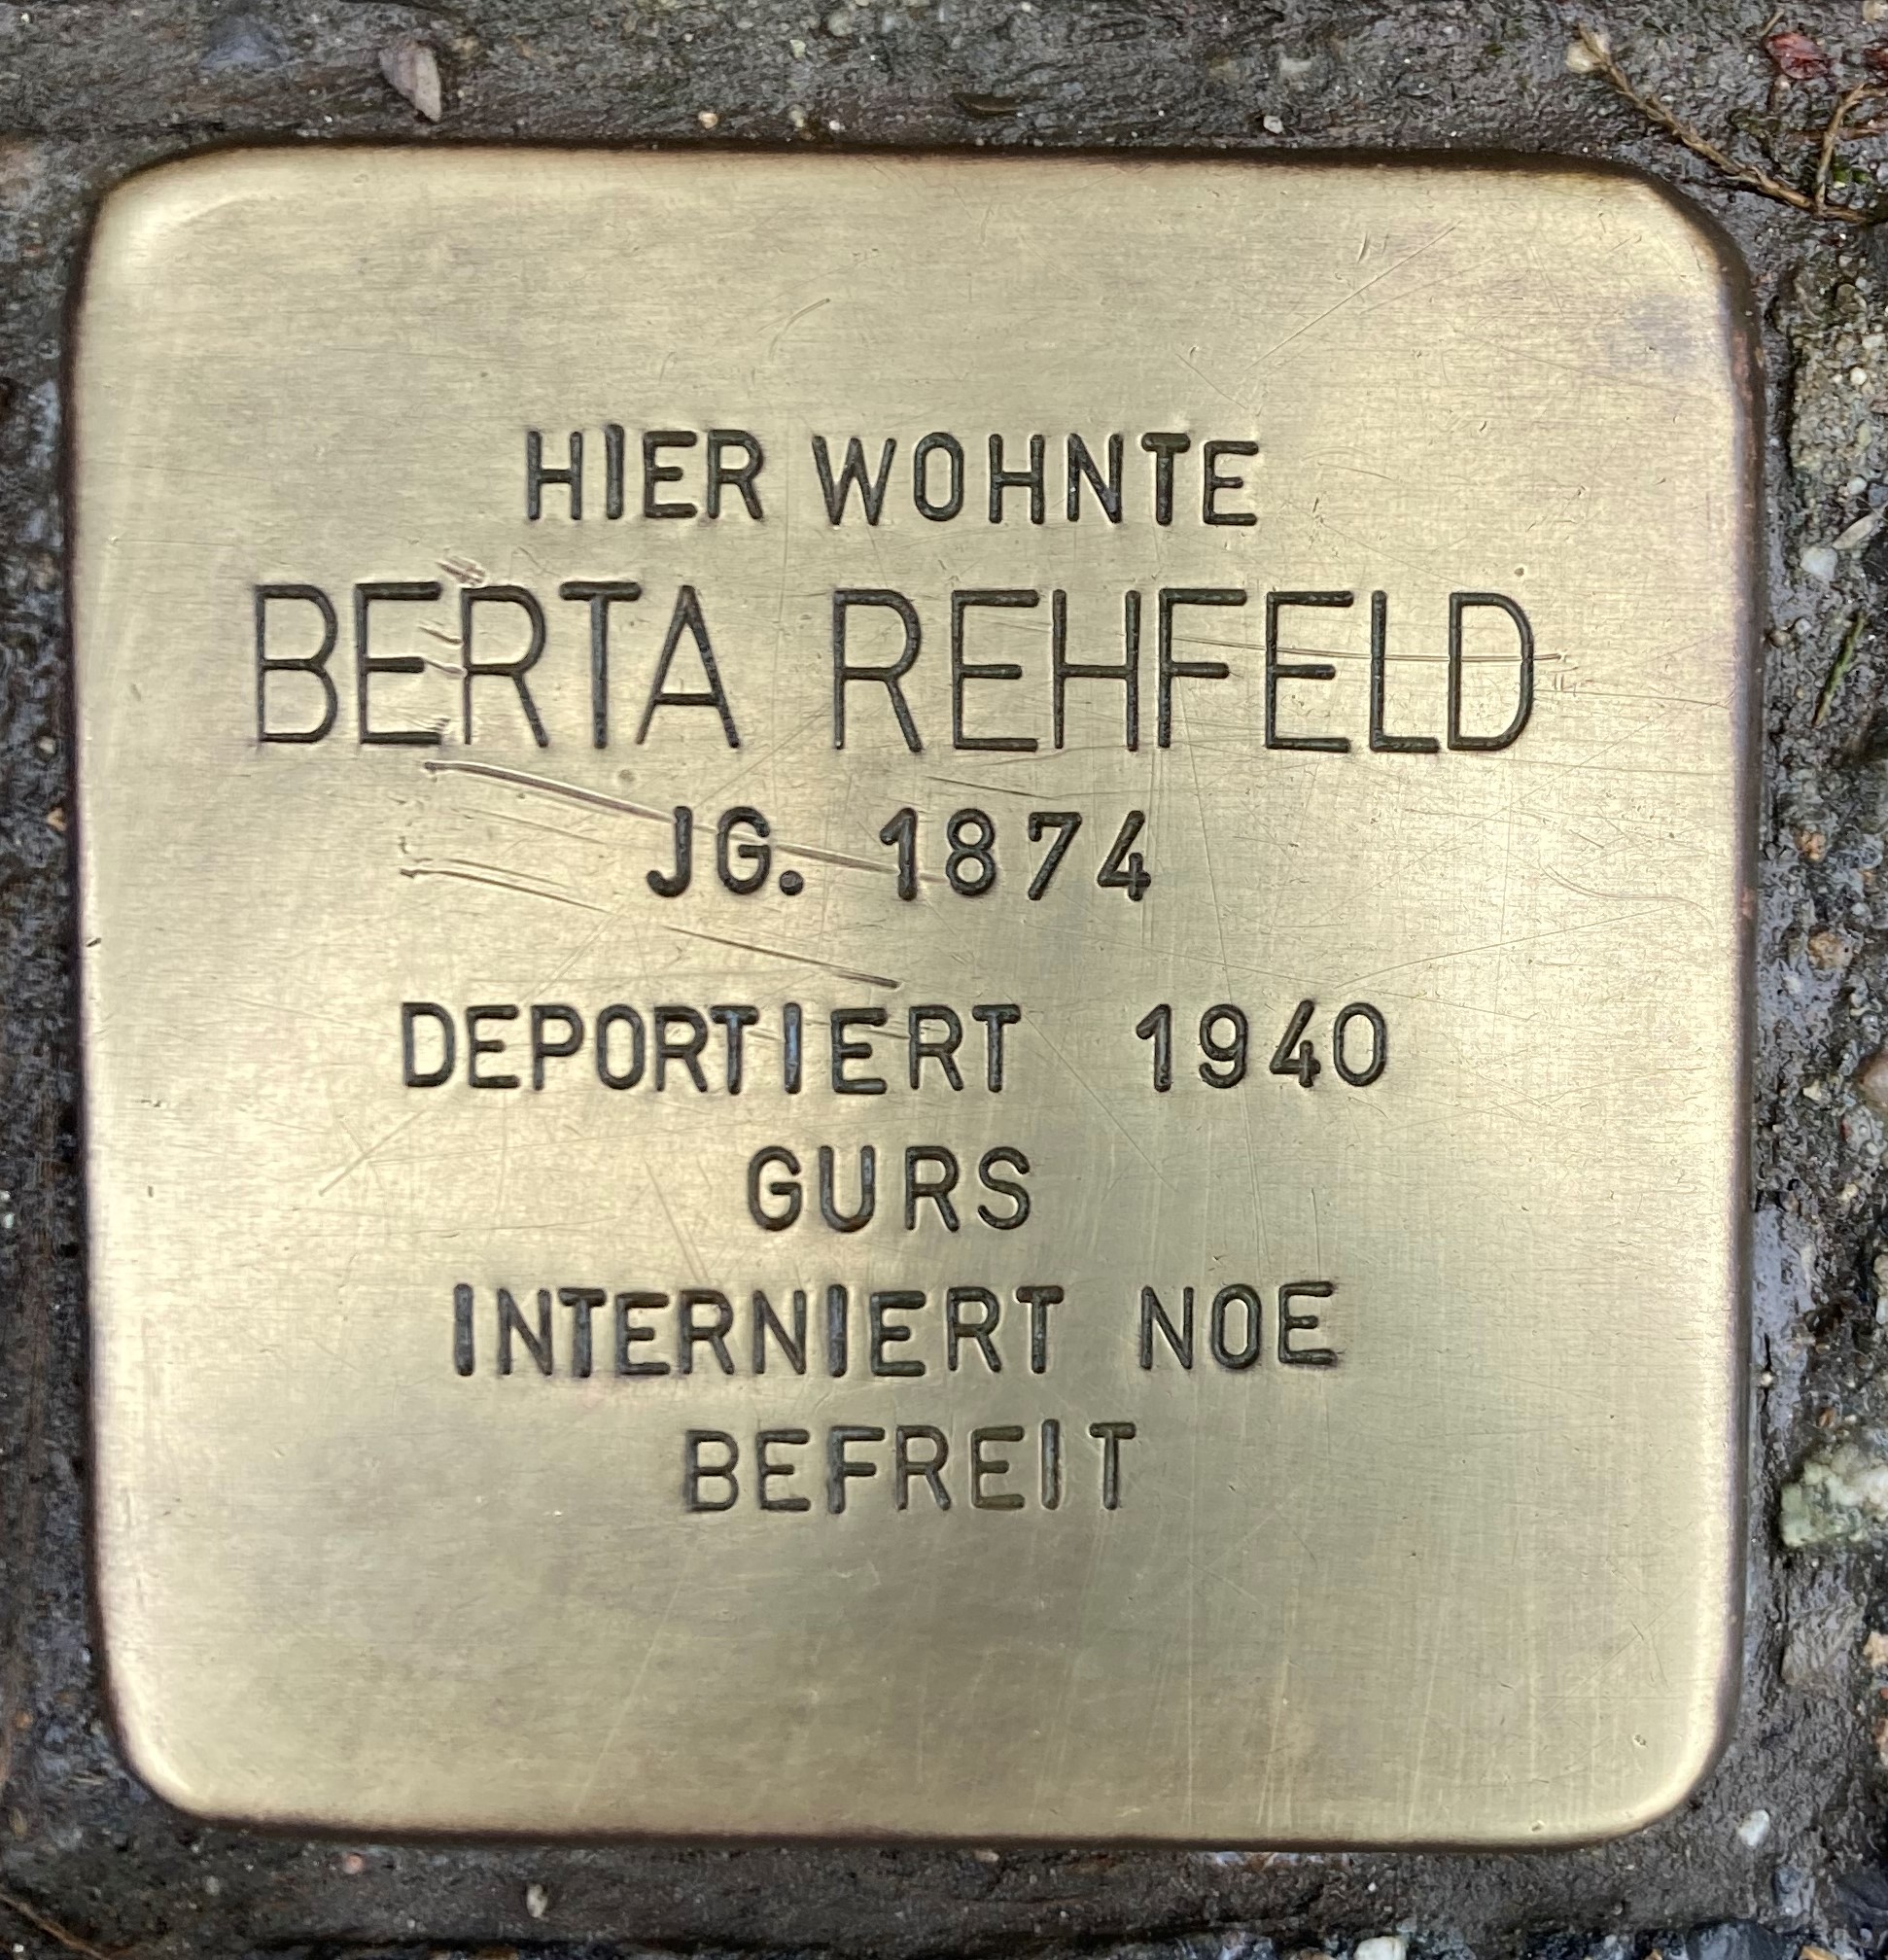 HIER WOHNTE
BERTA REHFELD
JG. 1874
DEPORTIERT 1940
GURS
INTERNIERT NOE
BEFREIT